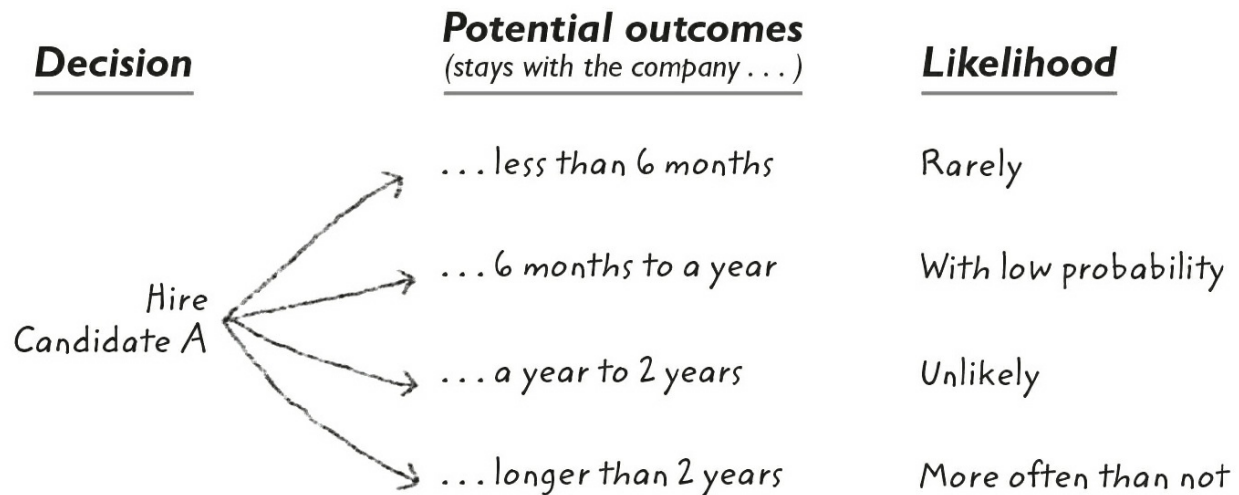 Decision
Potential outcomes
(stays with the company . . . )
Likelihood
. . . less than 6 months
Rarely
. . . 6 months to a year
With low probability
Hire
Candidate A
. . . a year to 2 years
Unlikely
. . . longer than 2 years
More often than not